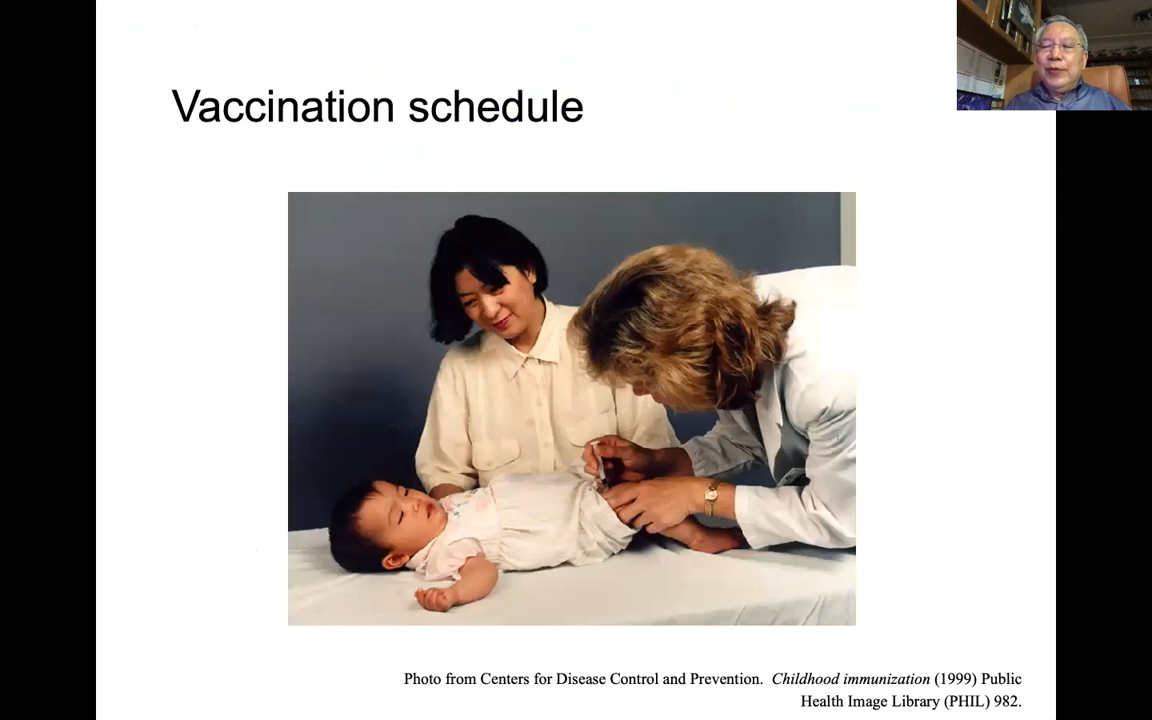 Vaccination schedule
Photo from Centers for Disease Control and Prevention. Childhood immunization (1999) Public
Health Image Library (PHIL) 982.